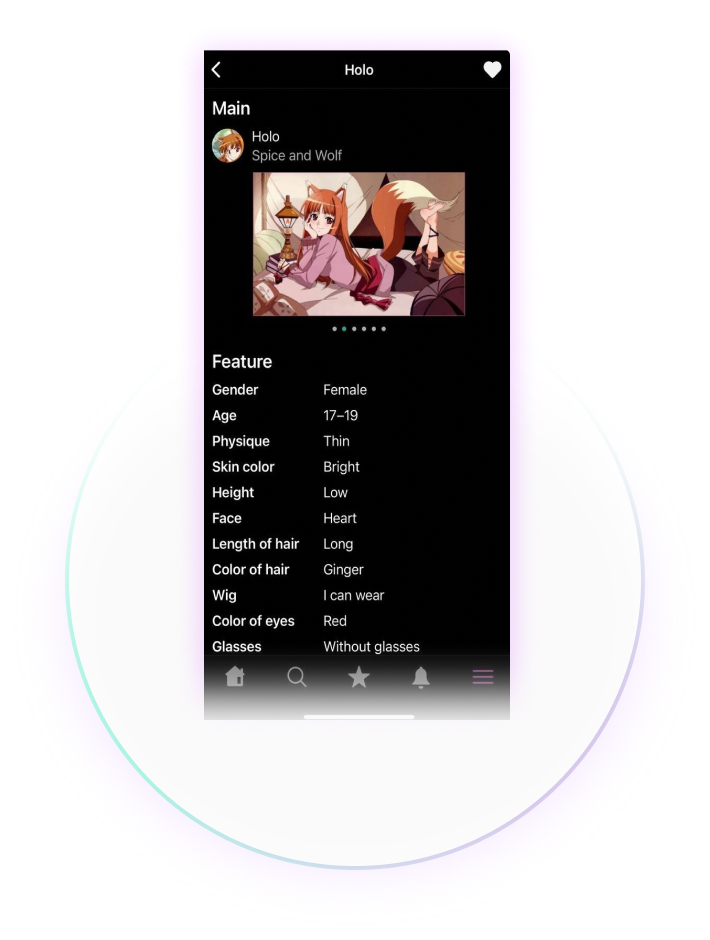 Holo
Main
Holo
Spice and Wolf
Feature
Gender Female
Age 17–19
Physique Thin
Skin color Bright
Height Low
Face Heart
Length of hair Long
Color of hair Ginger
Wig I can wear
Color of eyes Red
Glasses Without glasses